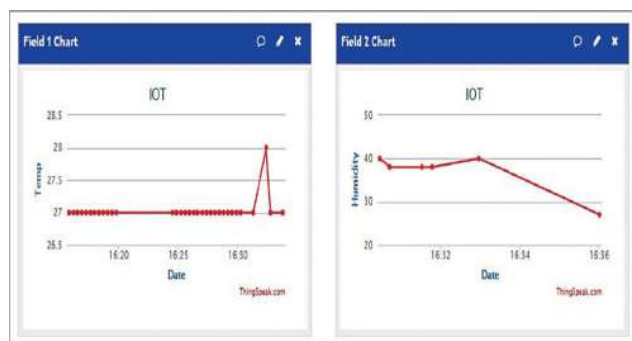 Field 1 Chart
IOT
28.5
28
27.5
27
26.5
Temp
16:20 16:25 16:30
Date
ThingSpeak.com
Field 2 Chart
IOT
50
40
30
20
Humidity
16:32 16:34 16:36
Date
ThingSpeak.com